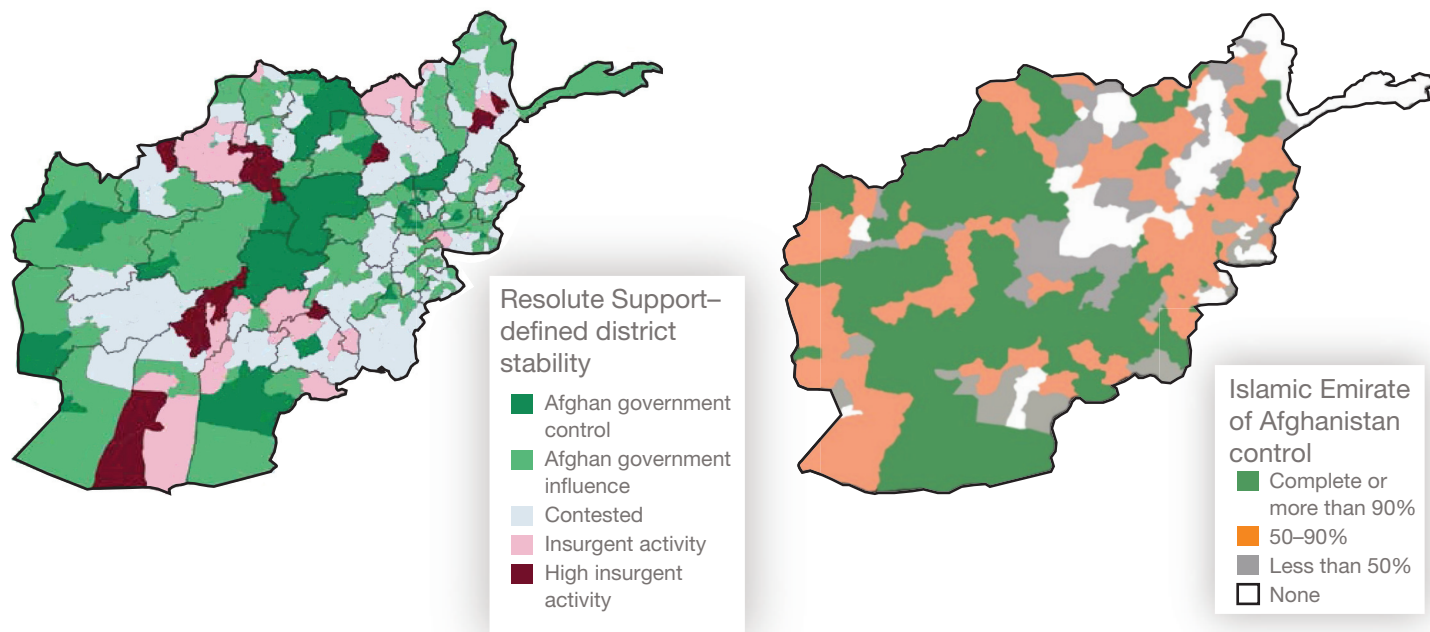 Resolute Support–
defined district
stability
Afghan government
control
Afghan government
influence
Contested
Insurgent activity
High insurgent
activity
Islamic Emirate
of Afghanistan
control
Complete or
more than 90%
50–90%
Less than 50%
None